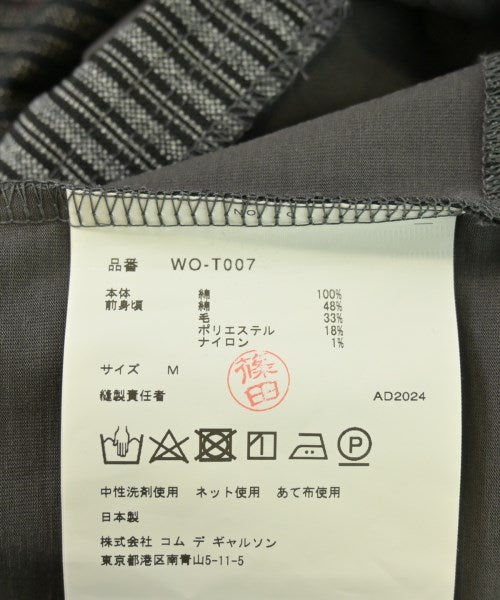 品番 WO-T007
本体 綿 100%
前身頃 綿 48%
毛 33%
ポリエステル 18%
ナイロン 1%
サイズ M
篠田
縫製責任者 AD2024
P
中性洗剤使用 ネット使用 あて布使用
日本製
株式会社 コム デ ギャルソン
東京都港区南青山5-11-5